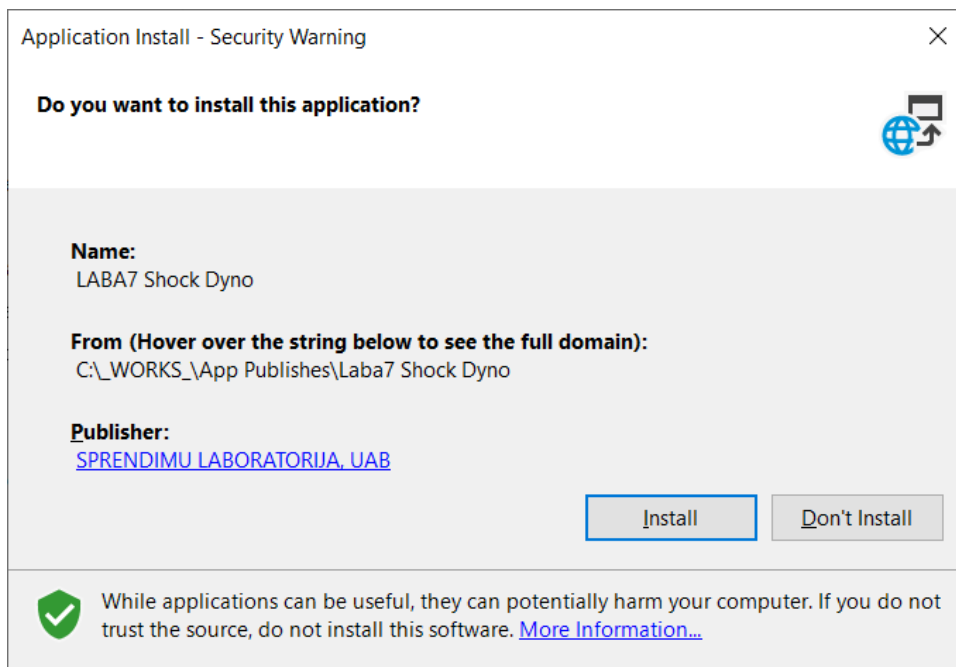 Application Install - Security Warning
Do you want to install this application?
Name:
LABA7 Shock Dyno
From (Hover over the string below to see the full domain):
C:\_WORKS_\App Publishes\Laba7 Shock Dyno
Publisher:
SPRENDIMU LABORATORIJA, UAB
Install
Don't Install
While applications can be useful, they can potentially harm your computer. If you do not
trust the source, do not install this software. More Information...